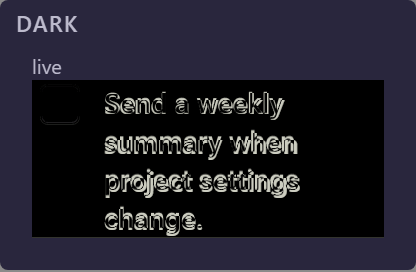 DARK
live
Send a weekly
summary when
project settings
change.